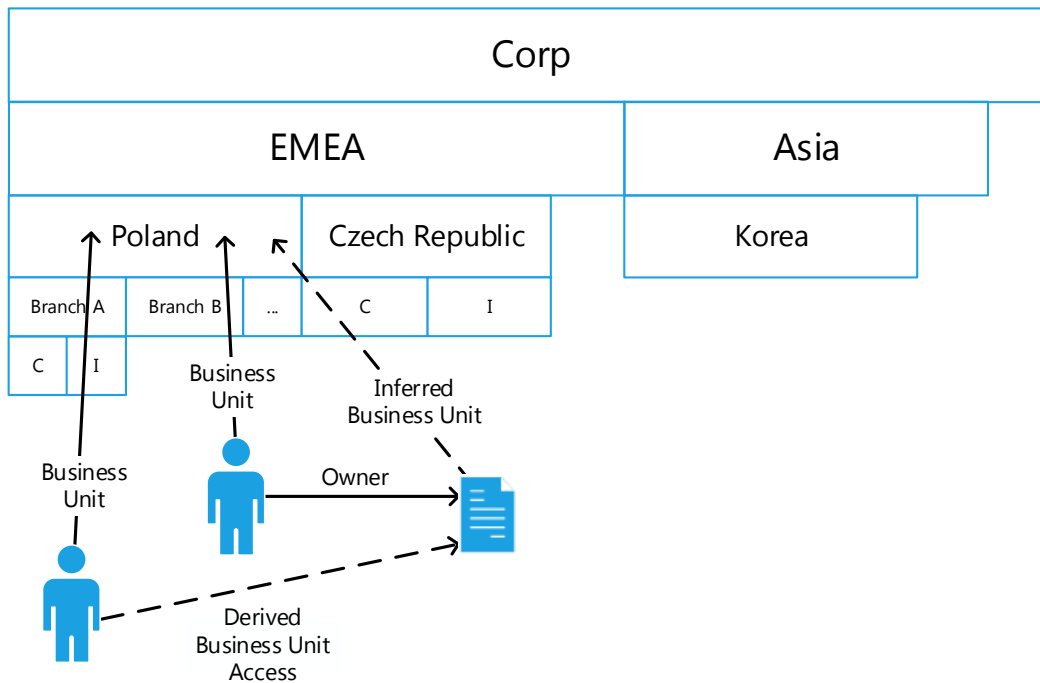 Corp
EMEA
Asia
Poland
Czech Republic
Korea
Branch A
Branch B
...
C
I
C
I
Business
Unit
Inferred
Business Unit
Business
Unit
Owner
Derived
Business Unit
Access